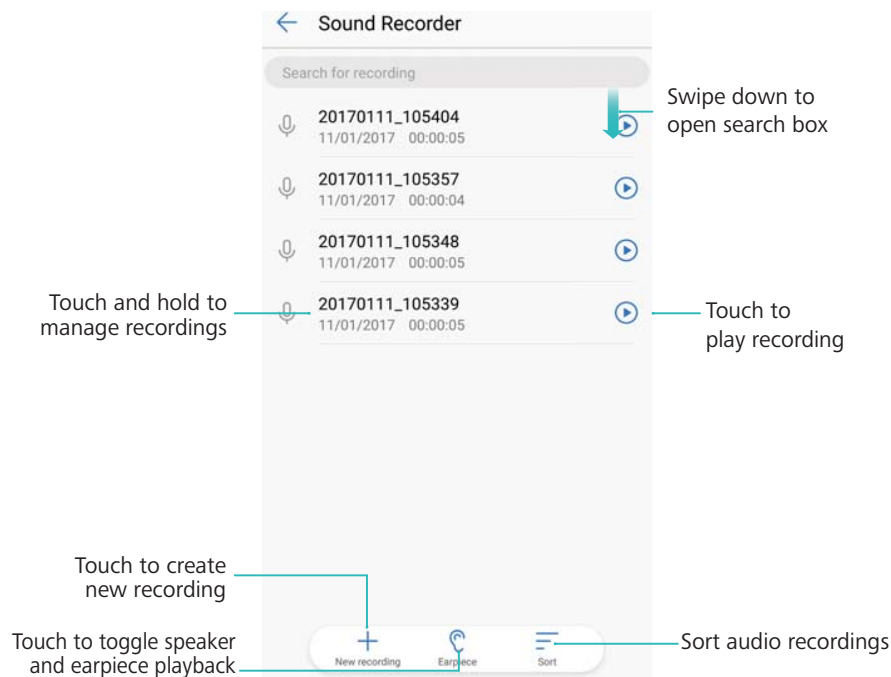 Sound Recorder
Search for recording
Swipe down to
open search box
20170111_105404
11/01/2017 00:00:05
20170111_105357
11/01/2017 00:00:04
20170111_105348
11/01/2017 00:00:05
Touch and hold to
manage recordings
20170111_105339
11/01/2017 00:00:05
Touch to
play recording
Touch to create
new recording
Touch to toggle speaker
and earpiece playback
New recording
Earpiece
Sort
Sort audio recordings